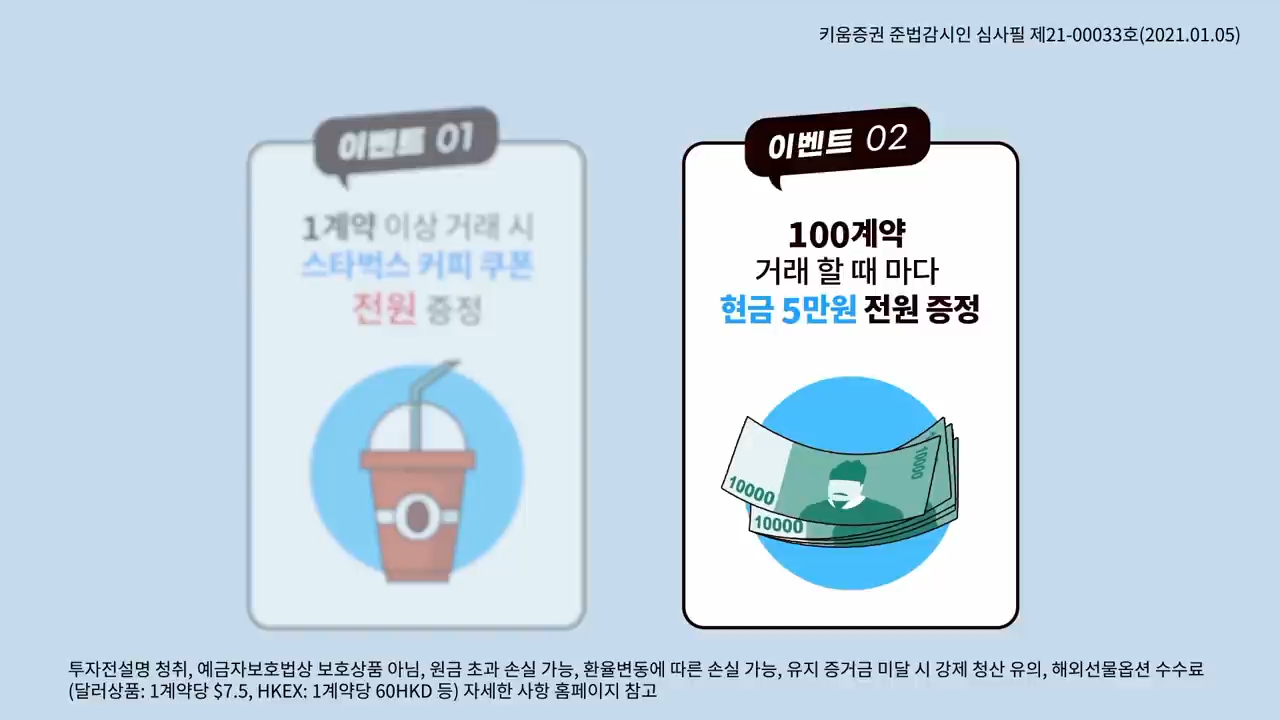 키움증권 준법감시인 심사필 제21-00033호(2021.01.05)
이벤트 01
1계약 이상 거래 시
스타벅스 커피 쿠폰
전원 증정
이벤트 02
100계약
거래 할 때 마다
현금 5만원 전원 증정
10000
10000
10000
투자전설명 청취, 예금자보호법상 보호상품 아님, 원금 초과 손실 가능, 환율변동에 따른 손실 가능, 유지 증거금 미달 시 강제 청산 유의, 해외선물옵션 수수료
(달러상품: 1계약당 $7.5, HKEX: 1계약당 60HKD 등) 자세한 사항 홈페이지 참고